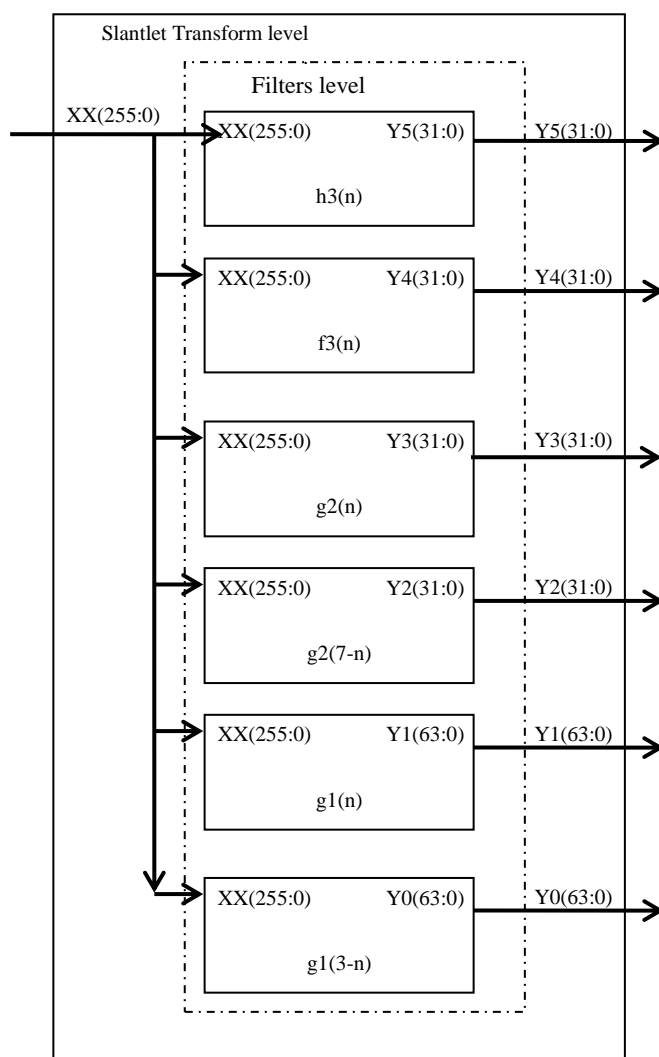 Slantlet Transform level
Filters level
XX(255:0)
XX(255:0) Y5(31:0) Y5(31:0)
h3(n)
XX(255:0) Y4(31:0) Y4(31:0)
f3(n)
XX(255:0) Y3(31:0) Y3(31:0)
g2(n)
XX(255:0) Y2(31:0) Y2(31:0)
g2(7-n)
XX(255:0) Y1(63:0) Y1(63:0)
g1(n)
XX(255:0) Y0(63:0) Y0(63:0)
g1(3-n)